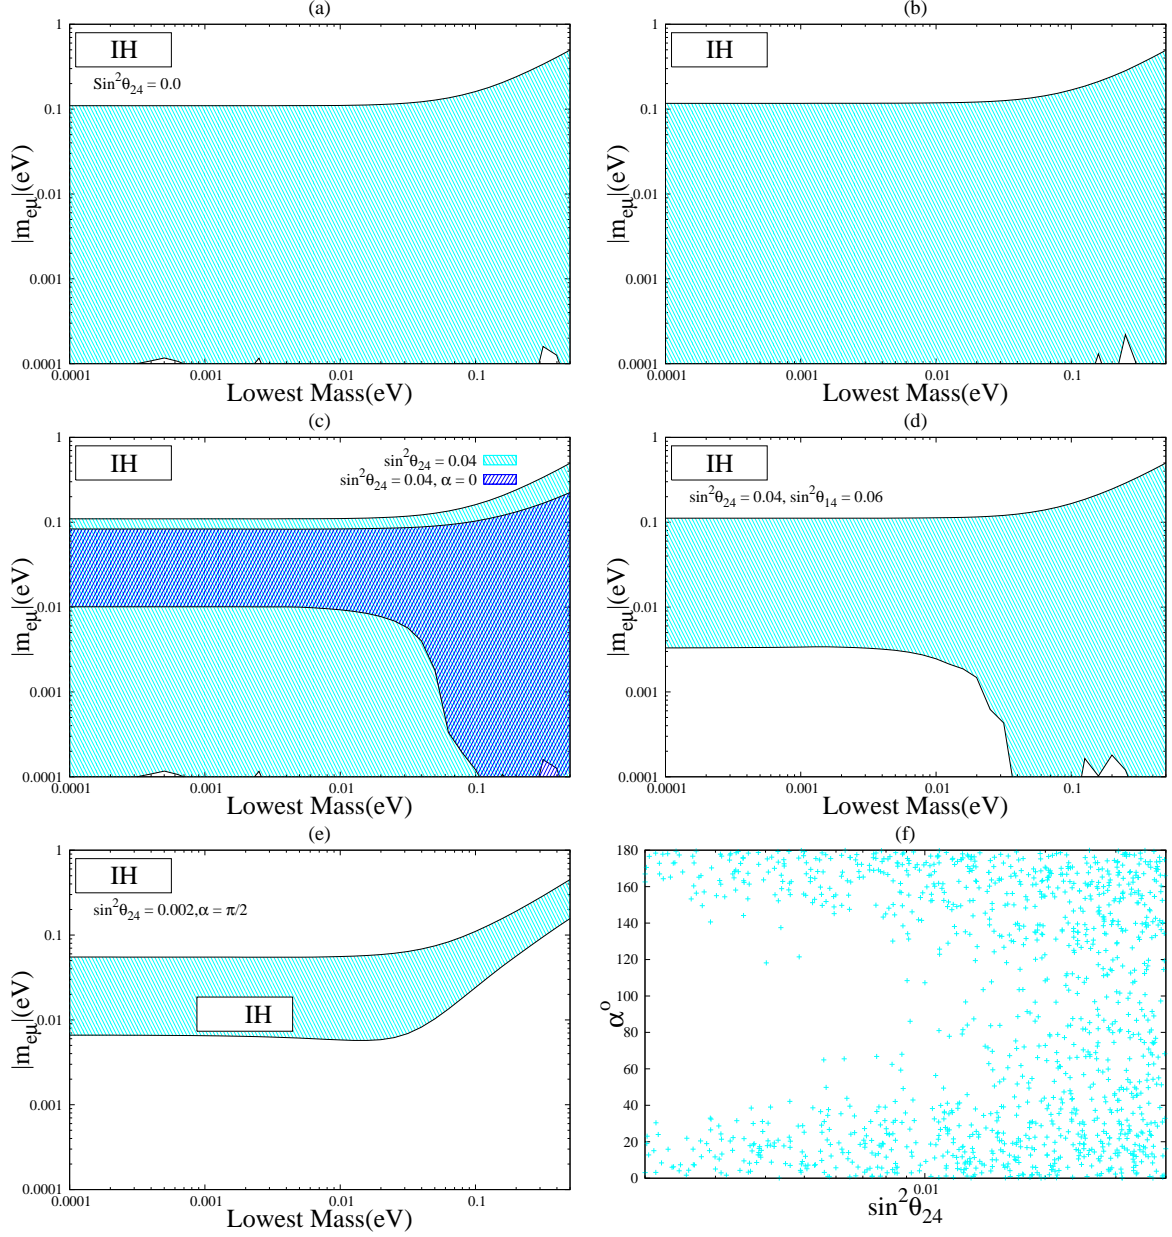 (a)
1
0.1
0.01
0.001
0.0001
IH
Sin²θ₂₄ = 0.0
|m_eμ|(eV)
0.0001 0.001 0.01 0.1
Lowest Mass(eV)
(b)
1
0.1
0.01
0.001
0.0001
IH
|m_eμ|(eV)
0.0001 0.001 0.01 0.1
Lowest Mass(eV)
(c)
1
0.1
0.01
0.001
0.0001
IH
sin²θ₂₄ = 0.04
sin²θ₂₄ = 0.04, α = 0
|m_eμ|(eV)
0.0001 0.001 0.01 0.1
Lowest Mass(eV)
(d)
1
0.1
0.01
0.001
0.0001
IH
sin²θ₂₄ = 0.04, sin²θ₁₄ = 0.06
|m_eμ|(eV)
0.0001 0.001 0.01 0.1
Lowest Mass(eV)
(e)
1
0.1
0.01
0.001
0.0001
IH
sin²θ₂₄ = 0.002,α = π/2
IH
|m_eμ|(eV)
0.0001 0.001 0.01 0.1
Lowest Mass(eV)
(f)
180
160
140
120
100
80
60
40
20
0
α°
0.01
sin²θ₂₄